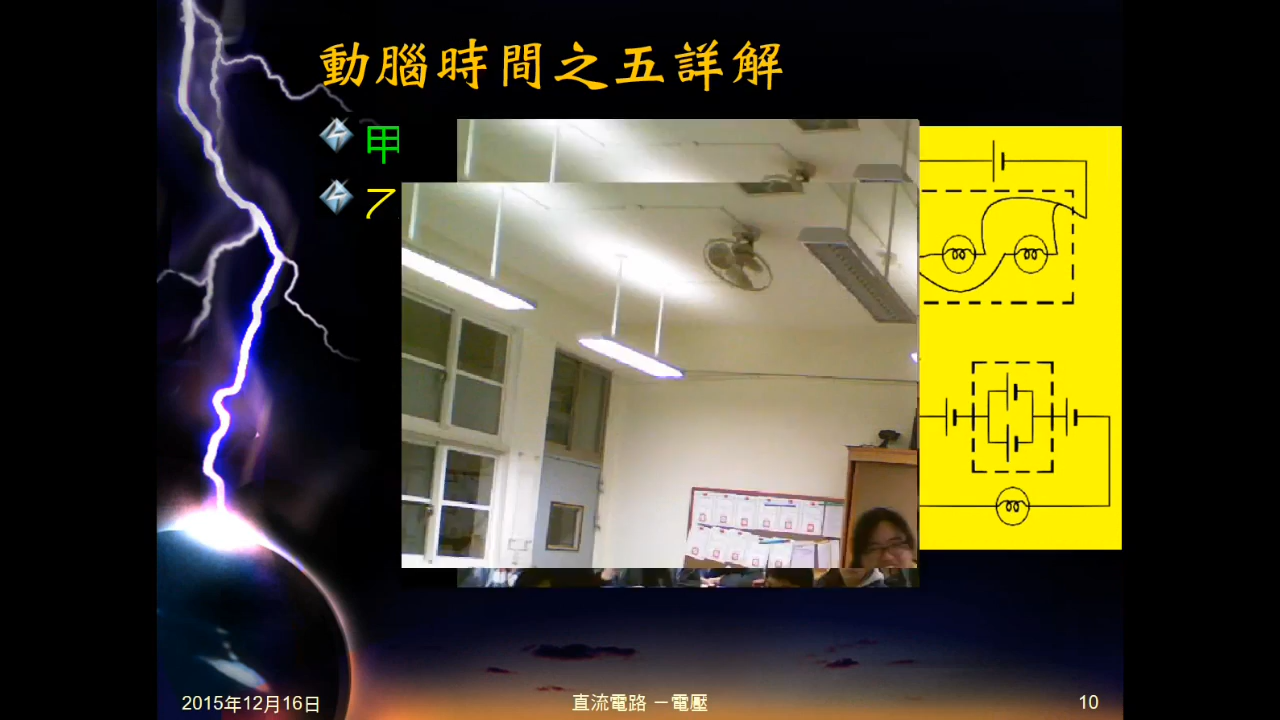 動腦時間之五詳解
甲
2015年12月16日
直流電路 － 電壓
10